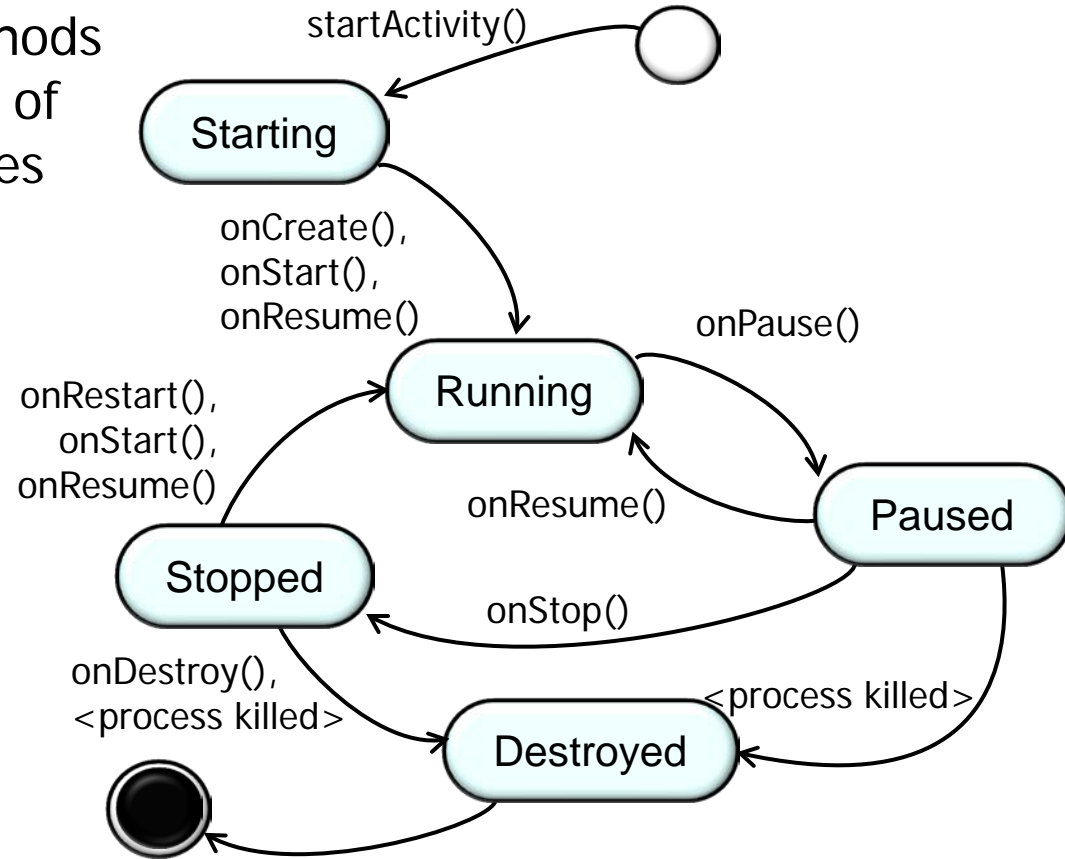 hods
of
es
startActivity()
Starting
onCreate(),
onStart(),
onResume()
onPause()
Running
onRestart(),
onStart(),
onResume()
onResume()
Paused
Stopped
onStop()
onDestroy(),
<process killed>
<process killed>
Destroyed